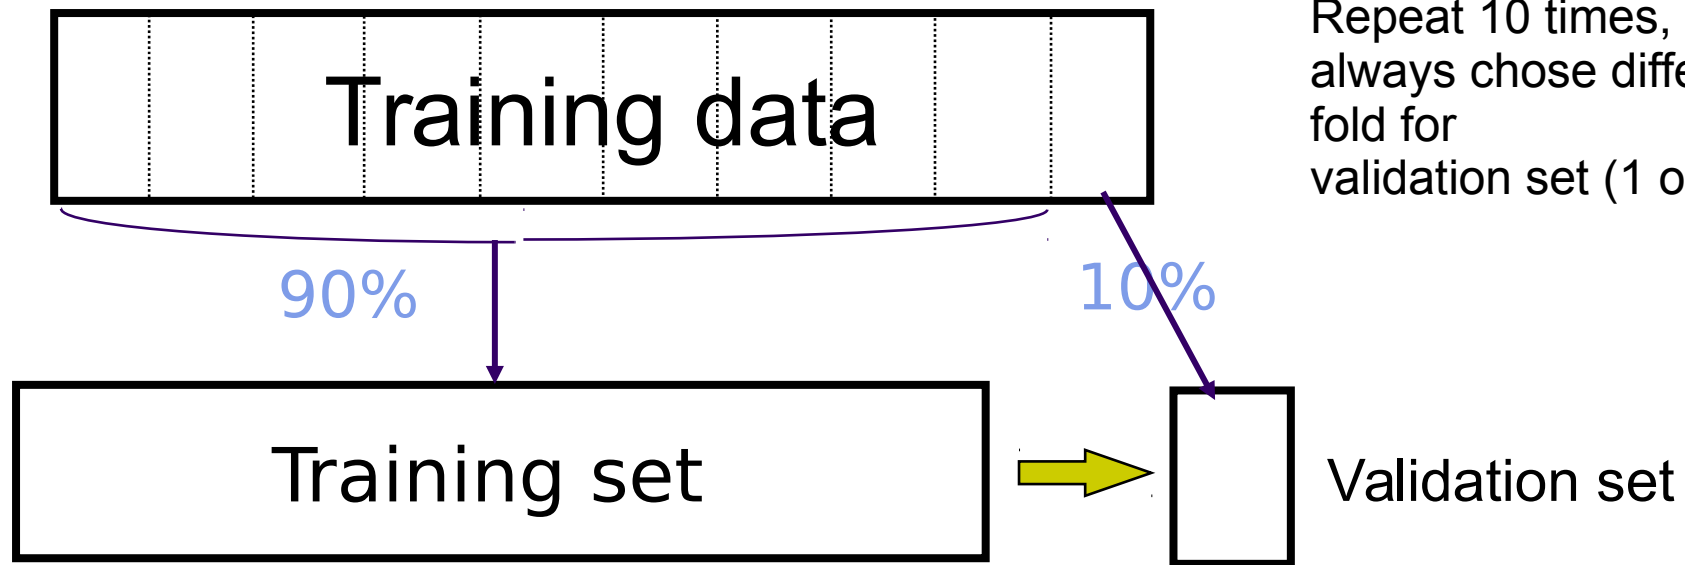 Repeat 10 times,
always chose
fold for
validation set (1
Training data
90%
10%
Training set
Validation set